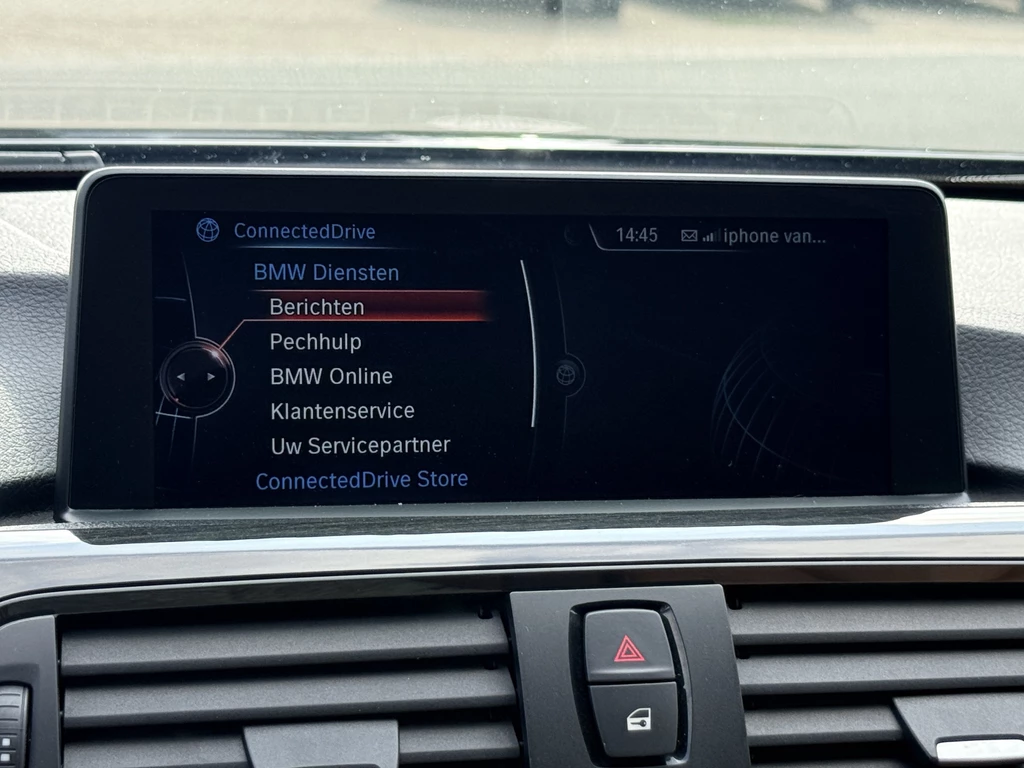 ConnectedDrive
14:45 iphone van...
BMW Diensten
Berichten
Pechhulp
BMW Online
Klantenservice
Uw Servicepartner
ConnectedDrive Store